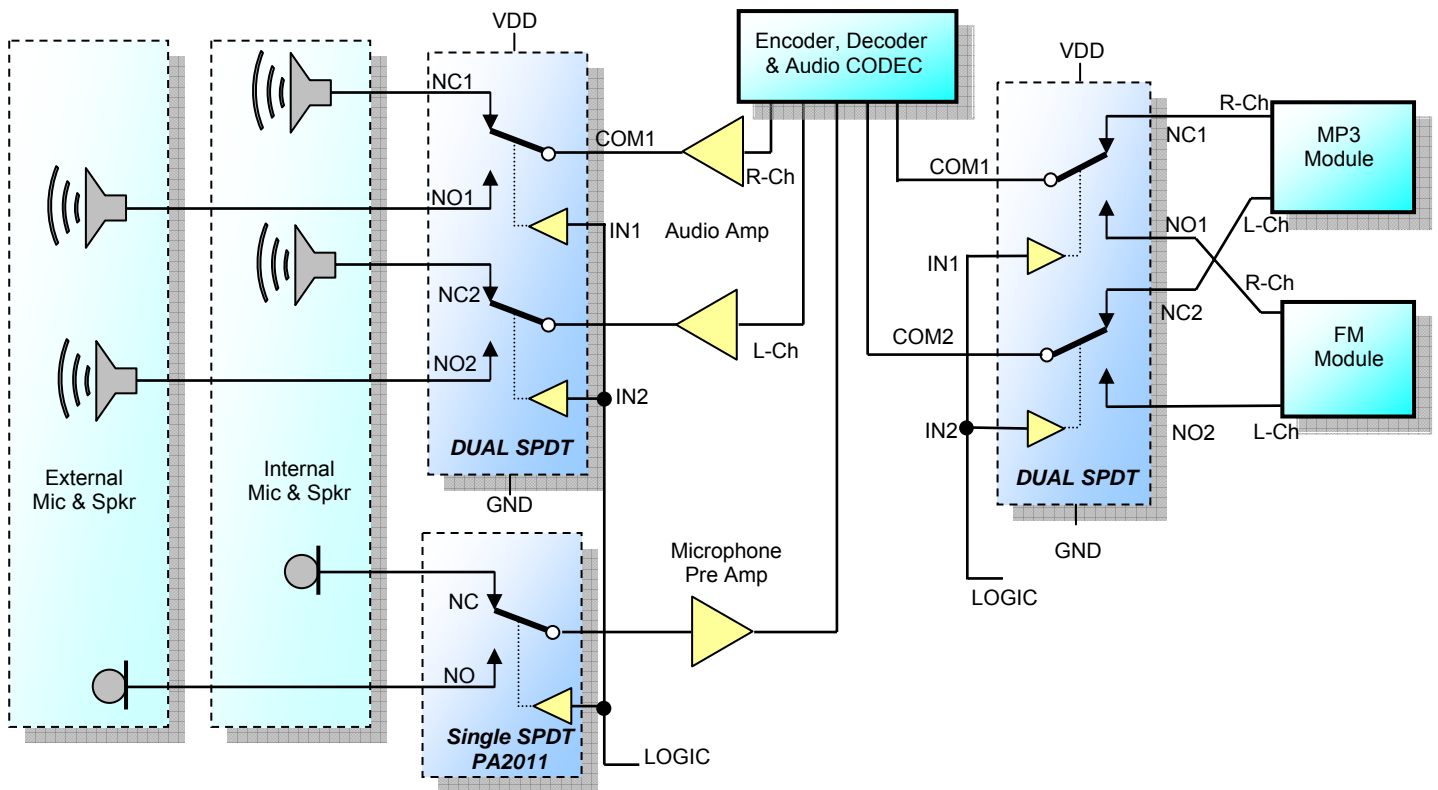 VDD
Encoder, Decoder
& Audio CODEC
VDD
NC1
COM1
R-Ch
NO1
IN1
Audio Amp
NC2
L-Ch
NO2
IN2
DUAL SPDT
GND
External
Mic & Spkr
Internal
Mic & Spkr
NC
NO
Microphone
Pre Amp
Single SPDT
PA2011
LOGIC
R-Ch
NC1
MP3
Module
COM1
NO1
L-Ch
IN1
R-Ch
NC2
COM2
FM
Module
IN2
NO2
L-Ch
DUAL SPDT
GND
LOGIC